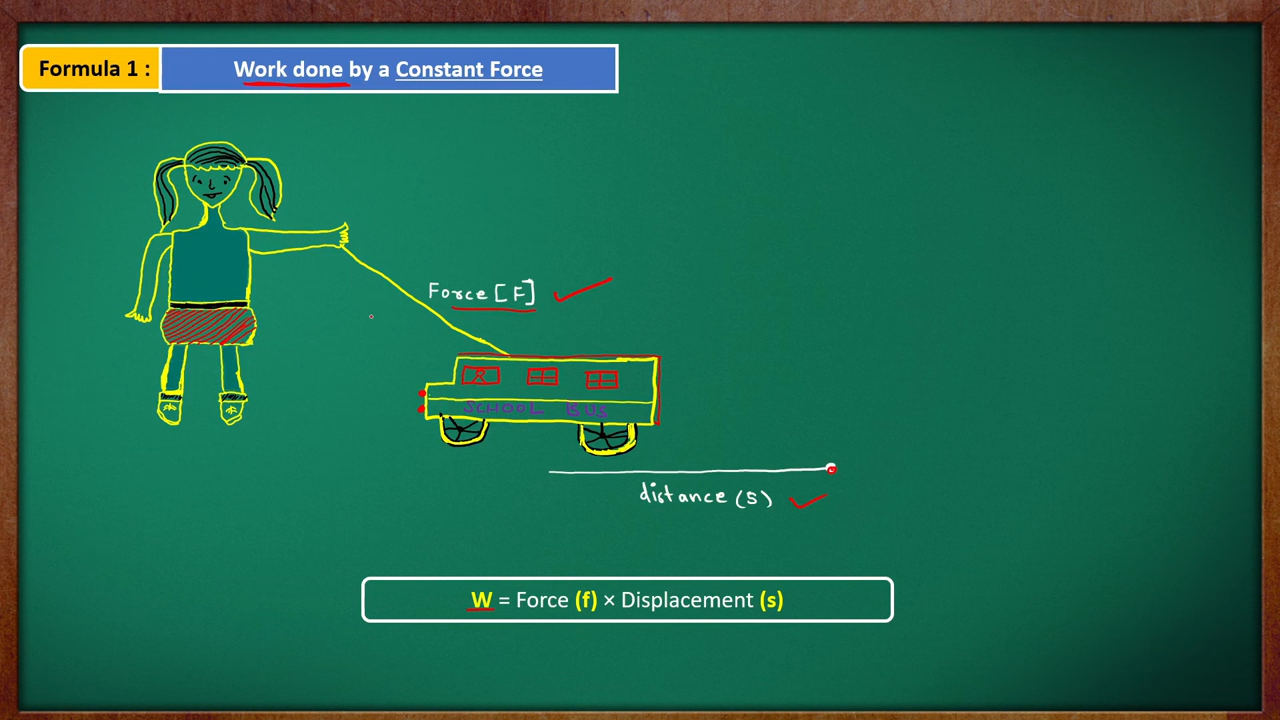 Formula 1 : Work done by a Constant Force
Force [F]
SCHOOL BUS
distance (s)
W = Force (f) × Displacement (s)